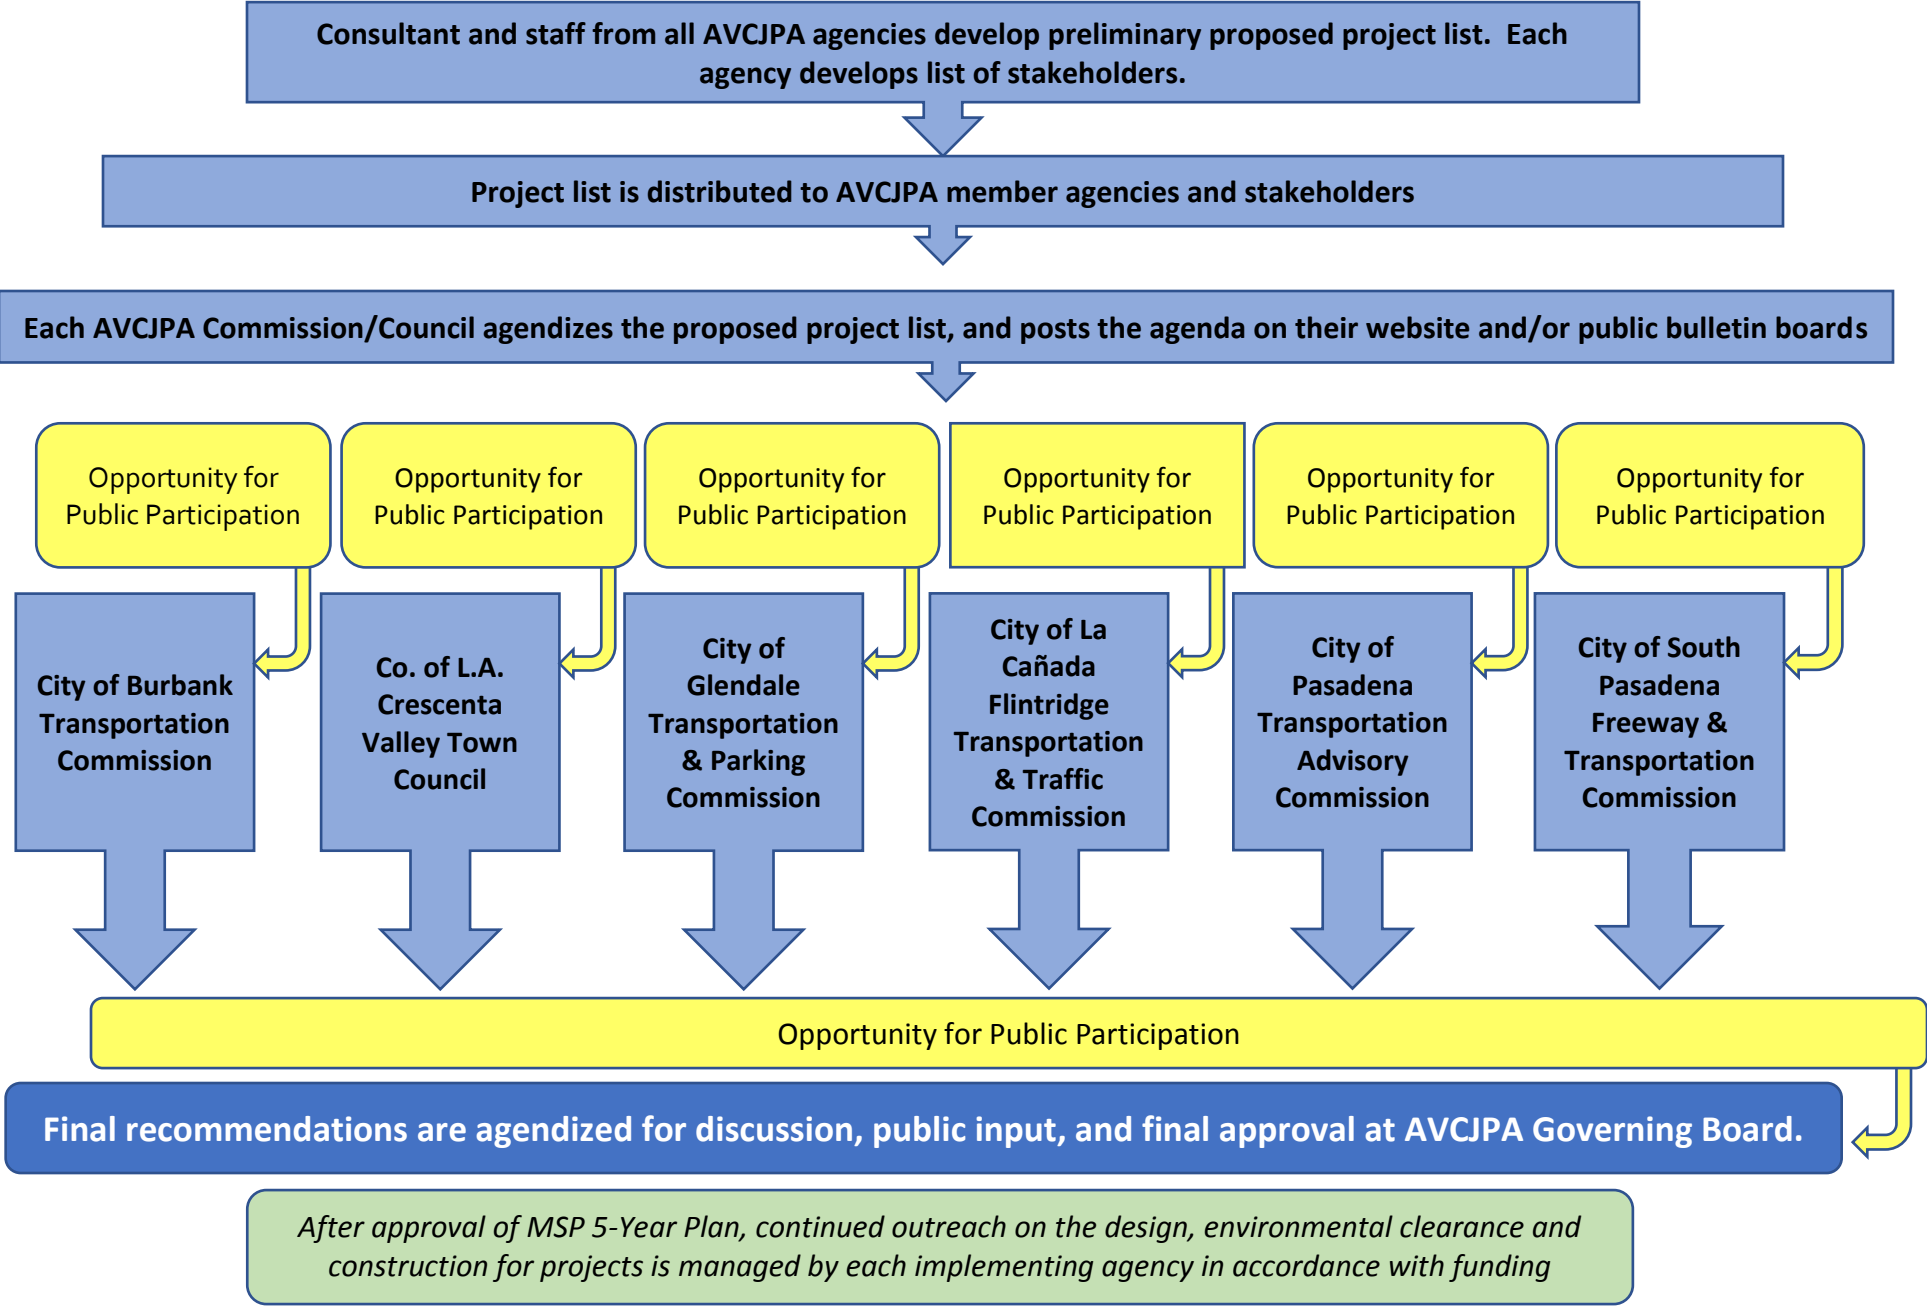 Consultant and staff from all AVCJPA agencies develop preliminary proposed project list.  Each
agency develops list of stakeholders.
Project list is distributed to AVCJPA member agencies and stakeholders
Each AVCJPA Commission/Council agendizes the proposed project list, and posts the agenda on their website and/or public bulletin boards
Opportunity for
Public Participation
Opportunity for
Public Participation
Opportunity for
Public Participation
Opportunity for
Public Participation
Opportunity for
Public Participation
Opportunity for
Public Participation
City of Burbank
Transportation
Commission
Co. of L.A.
Crescenta
Valley Town
Council
City of
Glendale
Transportation
& Parking
Commission
City of La
Cañada
Flintridge
Transportation
& Traffic
Commission
City of
Pasadena
Transportation
Advisory
Commission
City of South
Pasadena
Freeway &
Transportation
Commission
Opportunity for Public Participation
Final recommendations are agendized for discussion, public input, and final approval at AVCJPA Governing Board.
After approval of MSP 5-Year Plan, continued outreach on the design, environmental clearance and
construction for projects is managed by each implementing agency in accordance with funding